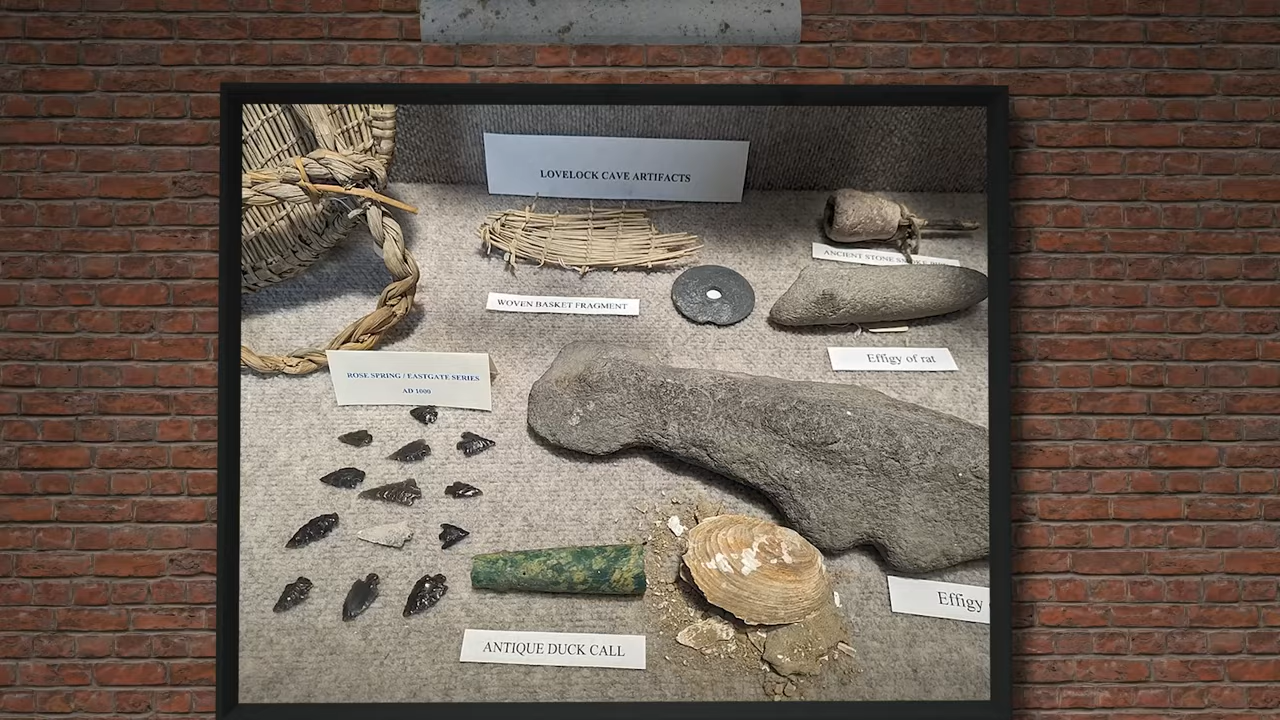 LOVELOCK CAVE ARTIFACTS
ANCIENT STONE SMOKE
WOVEN BASKET FRAGMENT
Effigy of rat
ROSE SPRING / EASTGATE SERIES
AD 1000
Effigy
ANTIQUE DUCK CALL